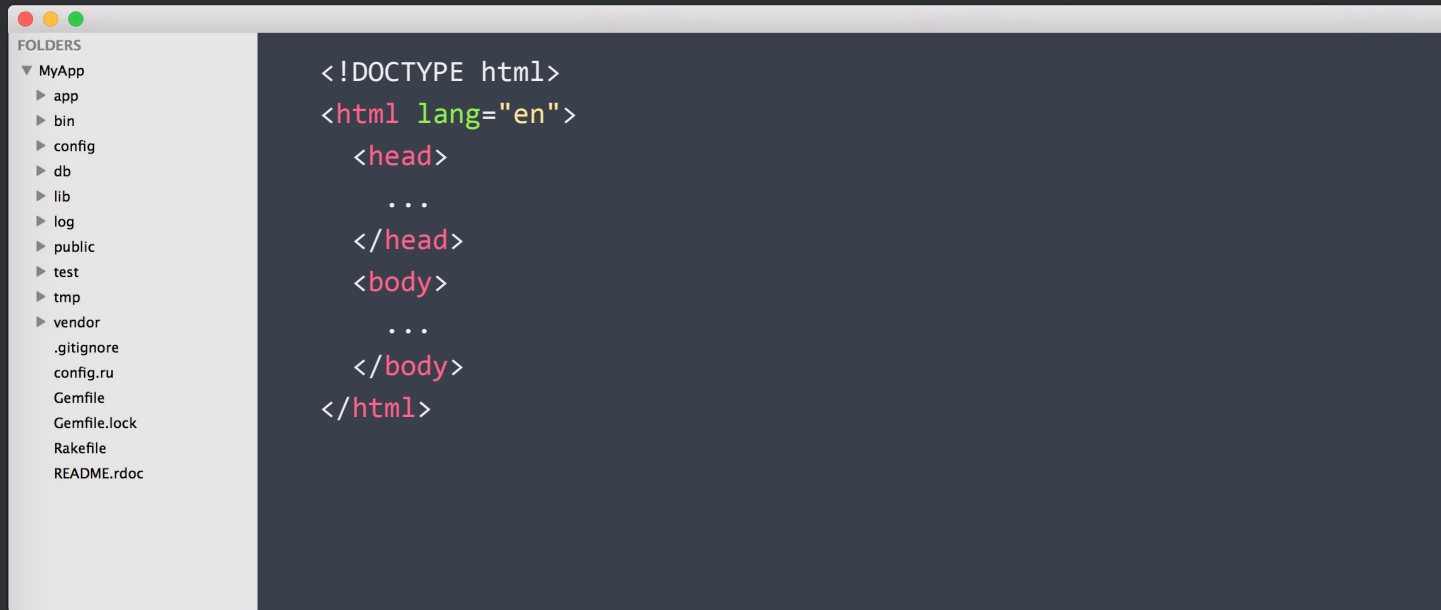 FOLDERS
MyApp
app
bin
config
db
lib
log
public
test
tmp
vendor
.gitignore
config.ru
Gemfile
Gemfile.lock
Rakefile
README.rdoc
<!DOCTYPE html>
<html lang="en">
  <head>
    ...
  </head>
  <body>
    ...
  </body>
</html>